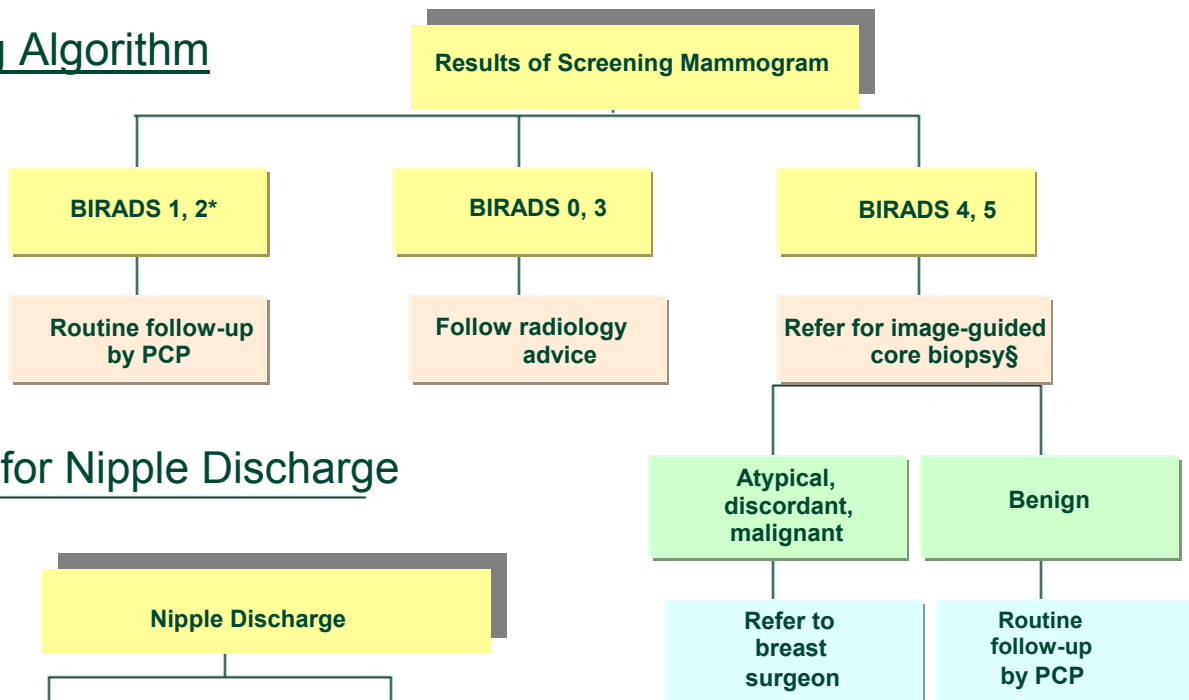 g Algorithm
Results of Screening Mammogram
BIRADS 1, 2*
BIRADS 0, 3
BIRADS 4, 5
Routine follow-up
by PCP
Follow radiology
advice
Refer for image-guided
core biopsy§
for Nipple Discharge
Atypical,
discordant,
malignant
Benign
Nipple Discharge
Refer to
breast
surgeon
Routine
follow-up
by PCP